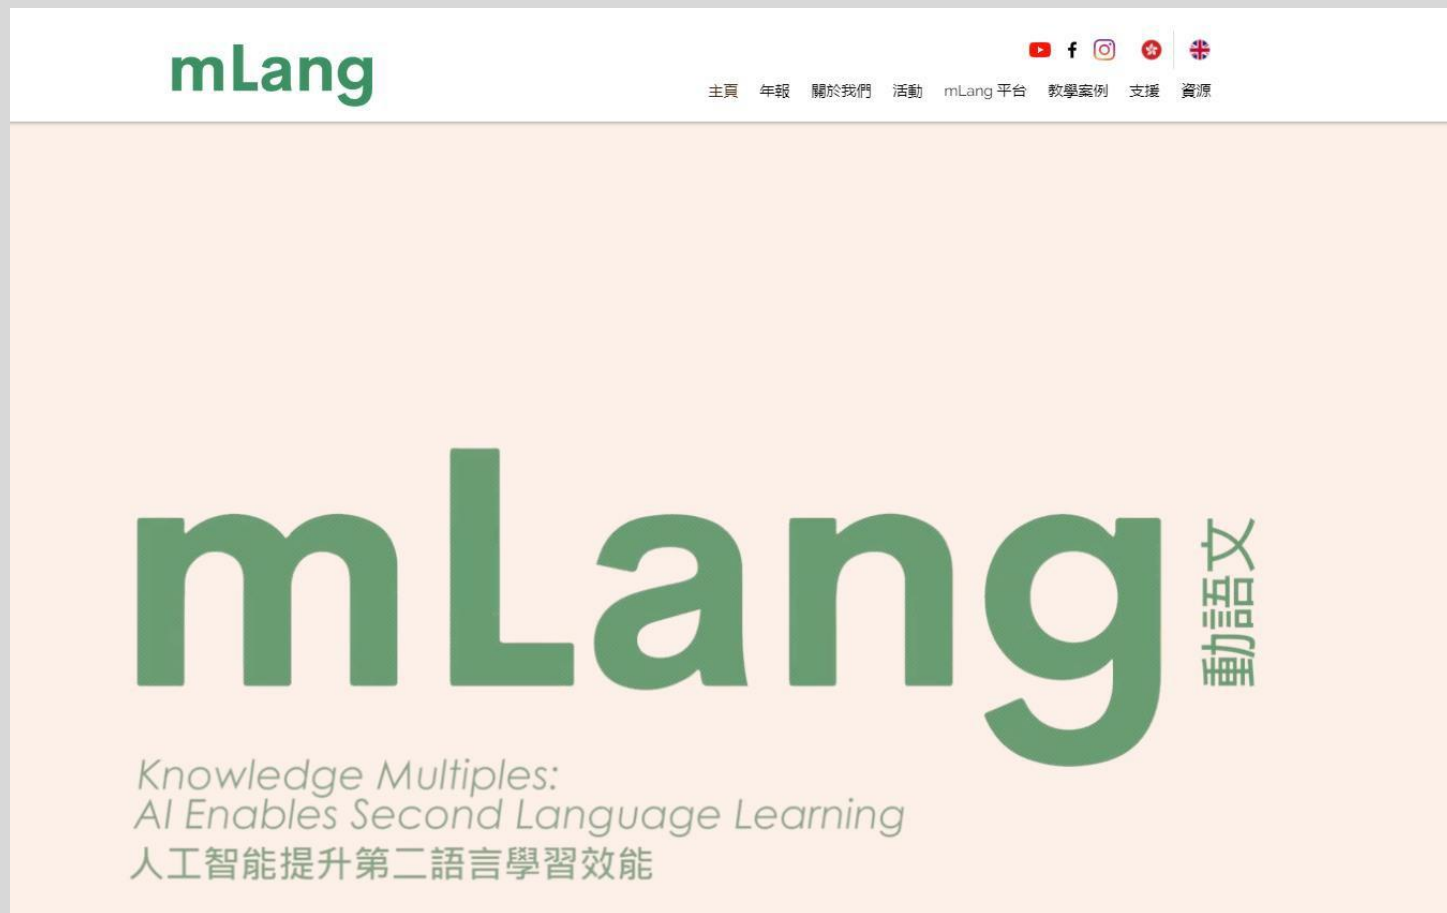 mLang
主頁 年報 關於我們 活動 mLang 平台 教學案例 支援 資源
mLang
動語文
Knowledge Multiples:
AI Enables Second Language Learning
人工智能提升第二語言學習效能